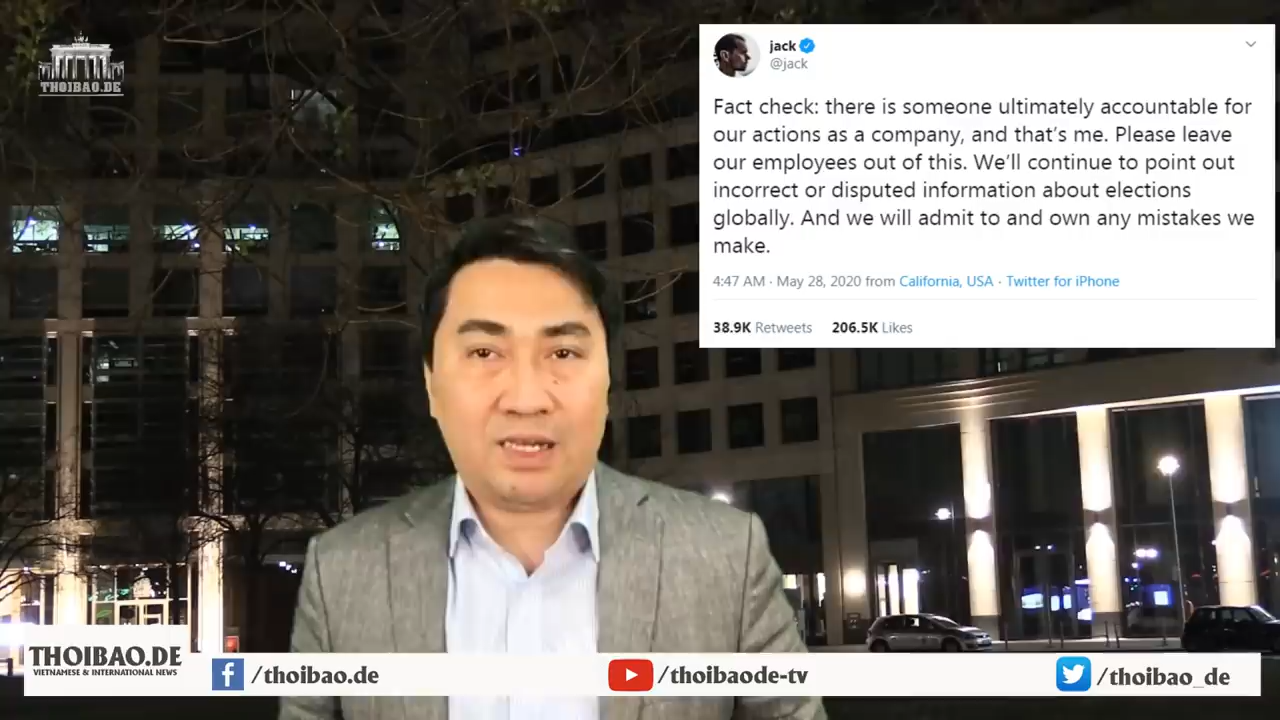 THOIBAO.DE
jack
@jack
Fact check: there is someone ultimately accountable for
our actions as a company, and that's me. Please leave
our employees out of this. We'll continue to point out
incorrect or disputed information about elections
globally. And we will admit to and own any mistakes we
make.
4:47 AM · May 28, 2020 from California, USA · Twitter for iPhone
38.9K Retweets 206.5K Likes
THOIBAO.DE
VIETNAMESE & INTERNATIONAL NEWS
/thoibao.de
/thoibaode-tv
/thoibao_de